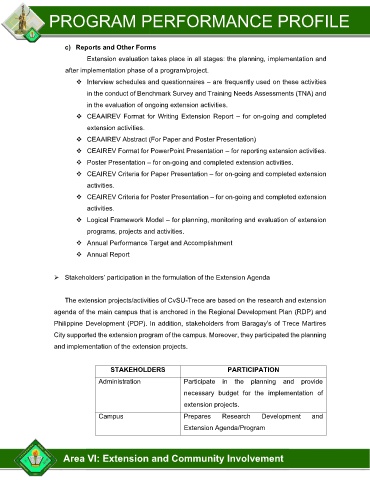 PROGRAM PERFORMANCE PROFILE
c) Reports and Other Forms
Extension evaluation takes place in all stages: the planning, implementation and
after implementation phase of a program/project.
❖ Interview schedules and questionnaires – are frequently used on these activities
in the conduct of Benchmark Survey and Training Needs Assessments (TNA) and
in the evaluation of ongoing extension activities.
❖ CEAAIREV Format for Writing Extension Report – for on-going and completed
extension activities.
❖ CEAAIREV Abstract (For Paper and Poster Presentation)
❖ CEAIREV Format for PowerPoint Presentation – for reporting extension activities.
❖ Poster Presentation – for on-going and completed extension activities.
❖ CEAIREV Criteria for Paper Presentation – for on-going and completed extension
activities.
❖ CEAIREV Criteria for Poster Presentation – for on-going and completed extension
activities.
❖ Logical Framework Model – for planning, monitoring and evaluation of extension
programs, projects and activities.
❖ Annual Performance Target and Accomplishment
❖ Annual Report
➢ Stakeholders' participation in the formulation of the Extension Agenda
The extension projects/activities of CvSU-Trece are based on the research and extension
agenda of the main campus that is anchored in the Regional Development Plan (RDP) and
Philippine Development (PDP). In addition, stakeholders from Baragay's of Trece Martires
City supported the extension program of the campus. Moreover, they participated the planning
and implementation of the extension projects.
STAKEHOLDERS PARTICIPATION
Administration Participate in the planning and provide
necessary budget for the implementation of
extension projects.
Campus Prepares Research Development and
Extension Agenda/Program
Area VI: Extension and Community Involvement